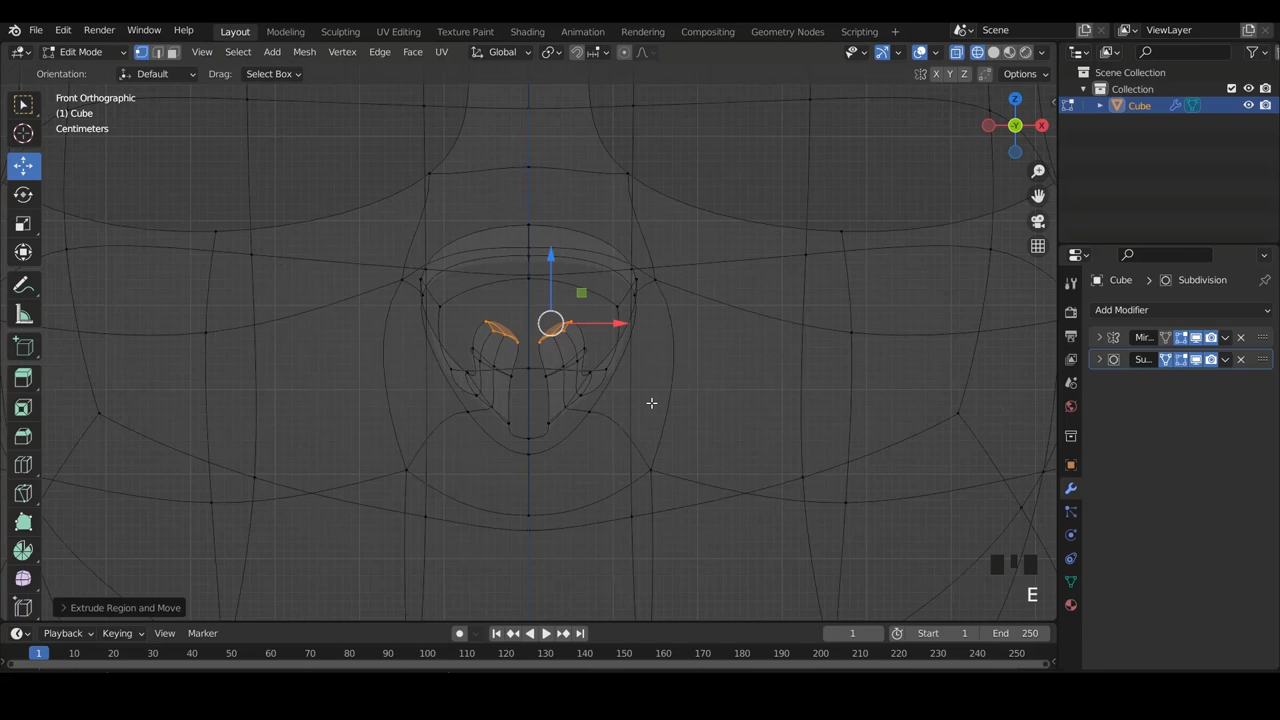 File Edit Render Window Help Layout Modeling Sculpting UV Editing Texture Paint Shading Animation Rendering Compositing Geometry Nodes Scripting Scene ViewLayer
Edit Mode View Select Add Mesh Vertex Edge Face UV Global
Orientation: Default Drag: Select Box X Y Z Options
Scene Collection
Collection
Cube
Front Orthographic
(1) Cube
Centimeters
Z
X
-Y
Cube Subdivision
Add Modifier
Mir...
Su...
E
Extrude Region and Move
Playback Keying View Marker 1 Start 1 End 250
1 10 20 30 40 50 60 70 80 90 100 110 120 130 140 150 160 170 180 190 200 210 220 230 240 250